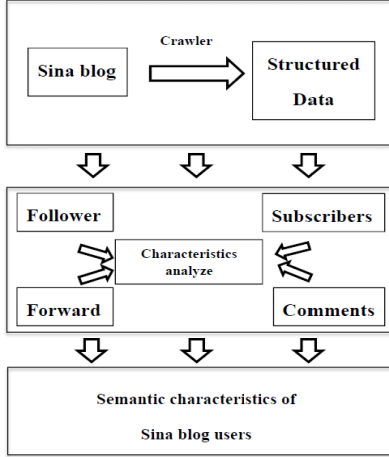 Crawler
Sina blog
Structured
Data
Follower
Subscribers
Characteristics
analyze
Forward
Comments
Semantic characteristics of
Sina blog users